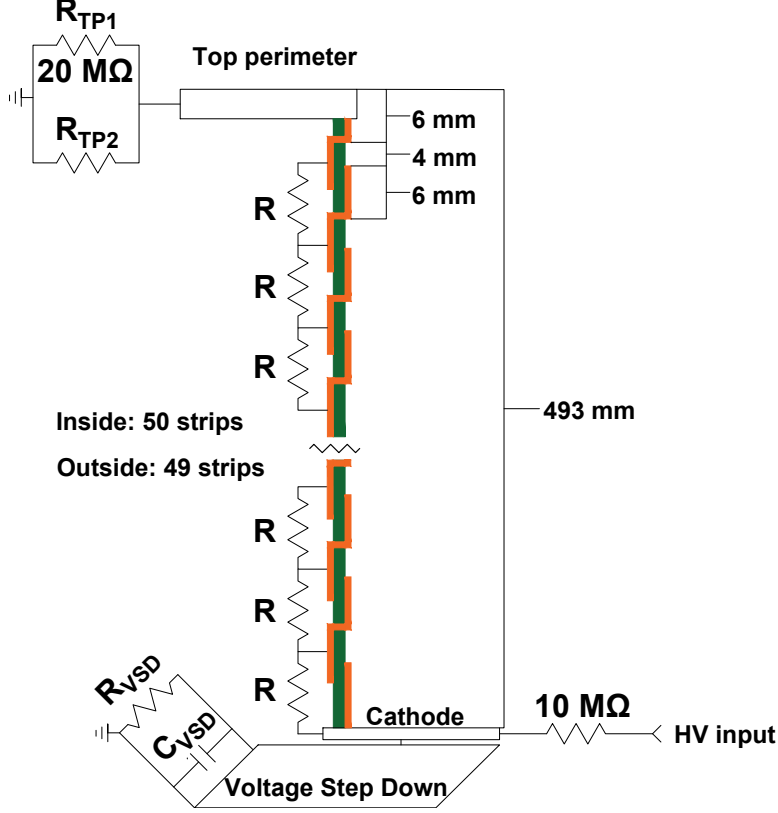 R_TP1
20 MΩ
R_TP2
Top perimeter
6 mm
4 mm
6 mm
R
R
R
493 mm
Inside: 50 strips
Outside: 49 strips
R
R
R
R_VSD
C_VSD
Cathode
10 MΩ
HV input
Voltage Step Down